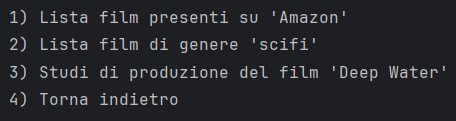 1) Lista film presenti su 'Amazon'
2) Lista film di genere 'scifi'
3) Studi di produzione del film 'Deep Water'
4) Torna indietro